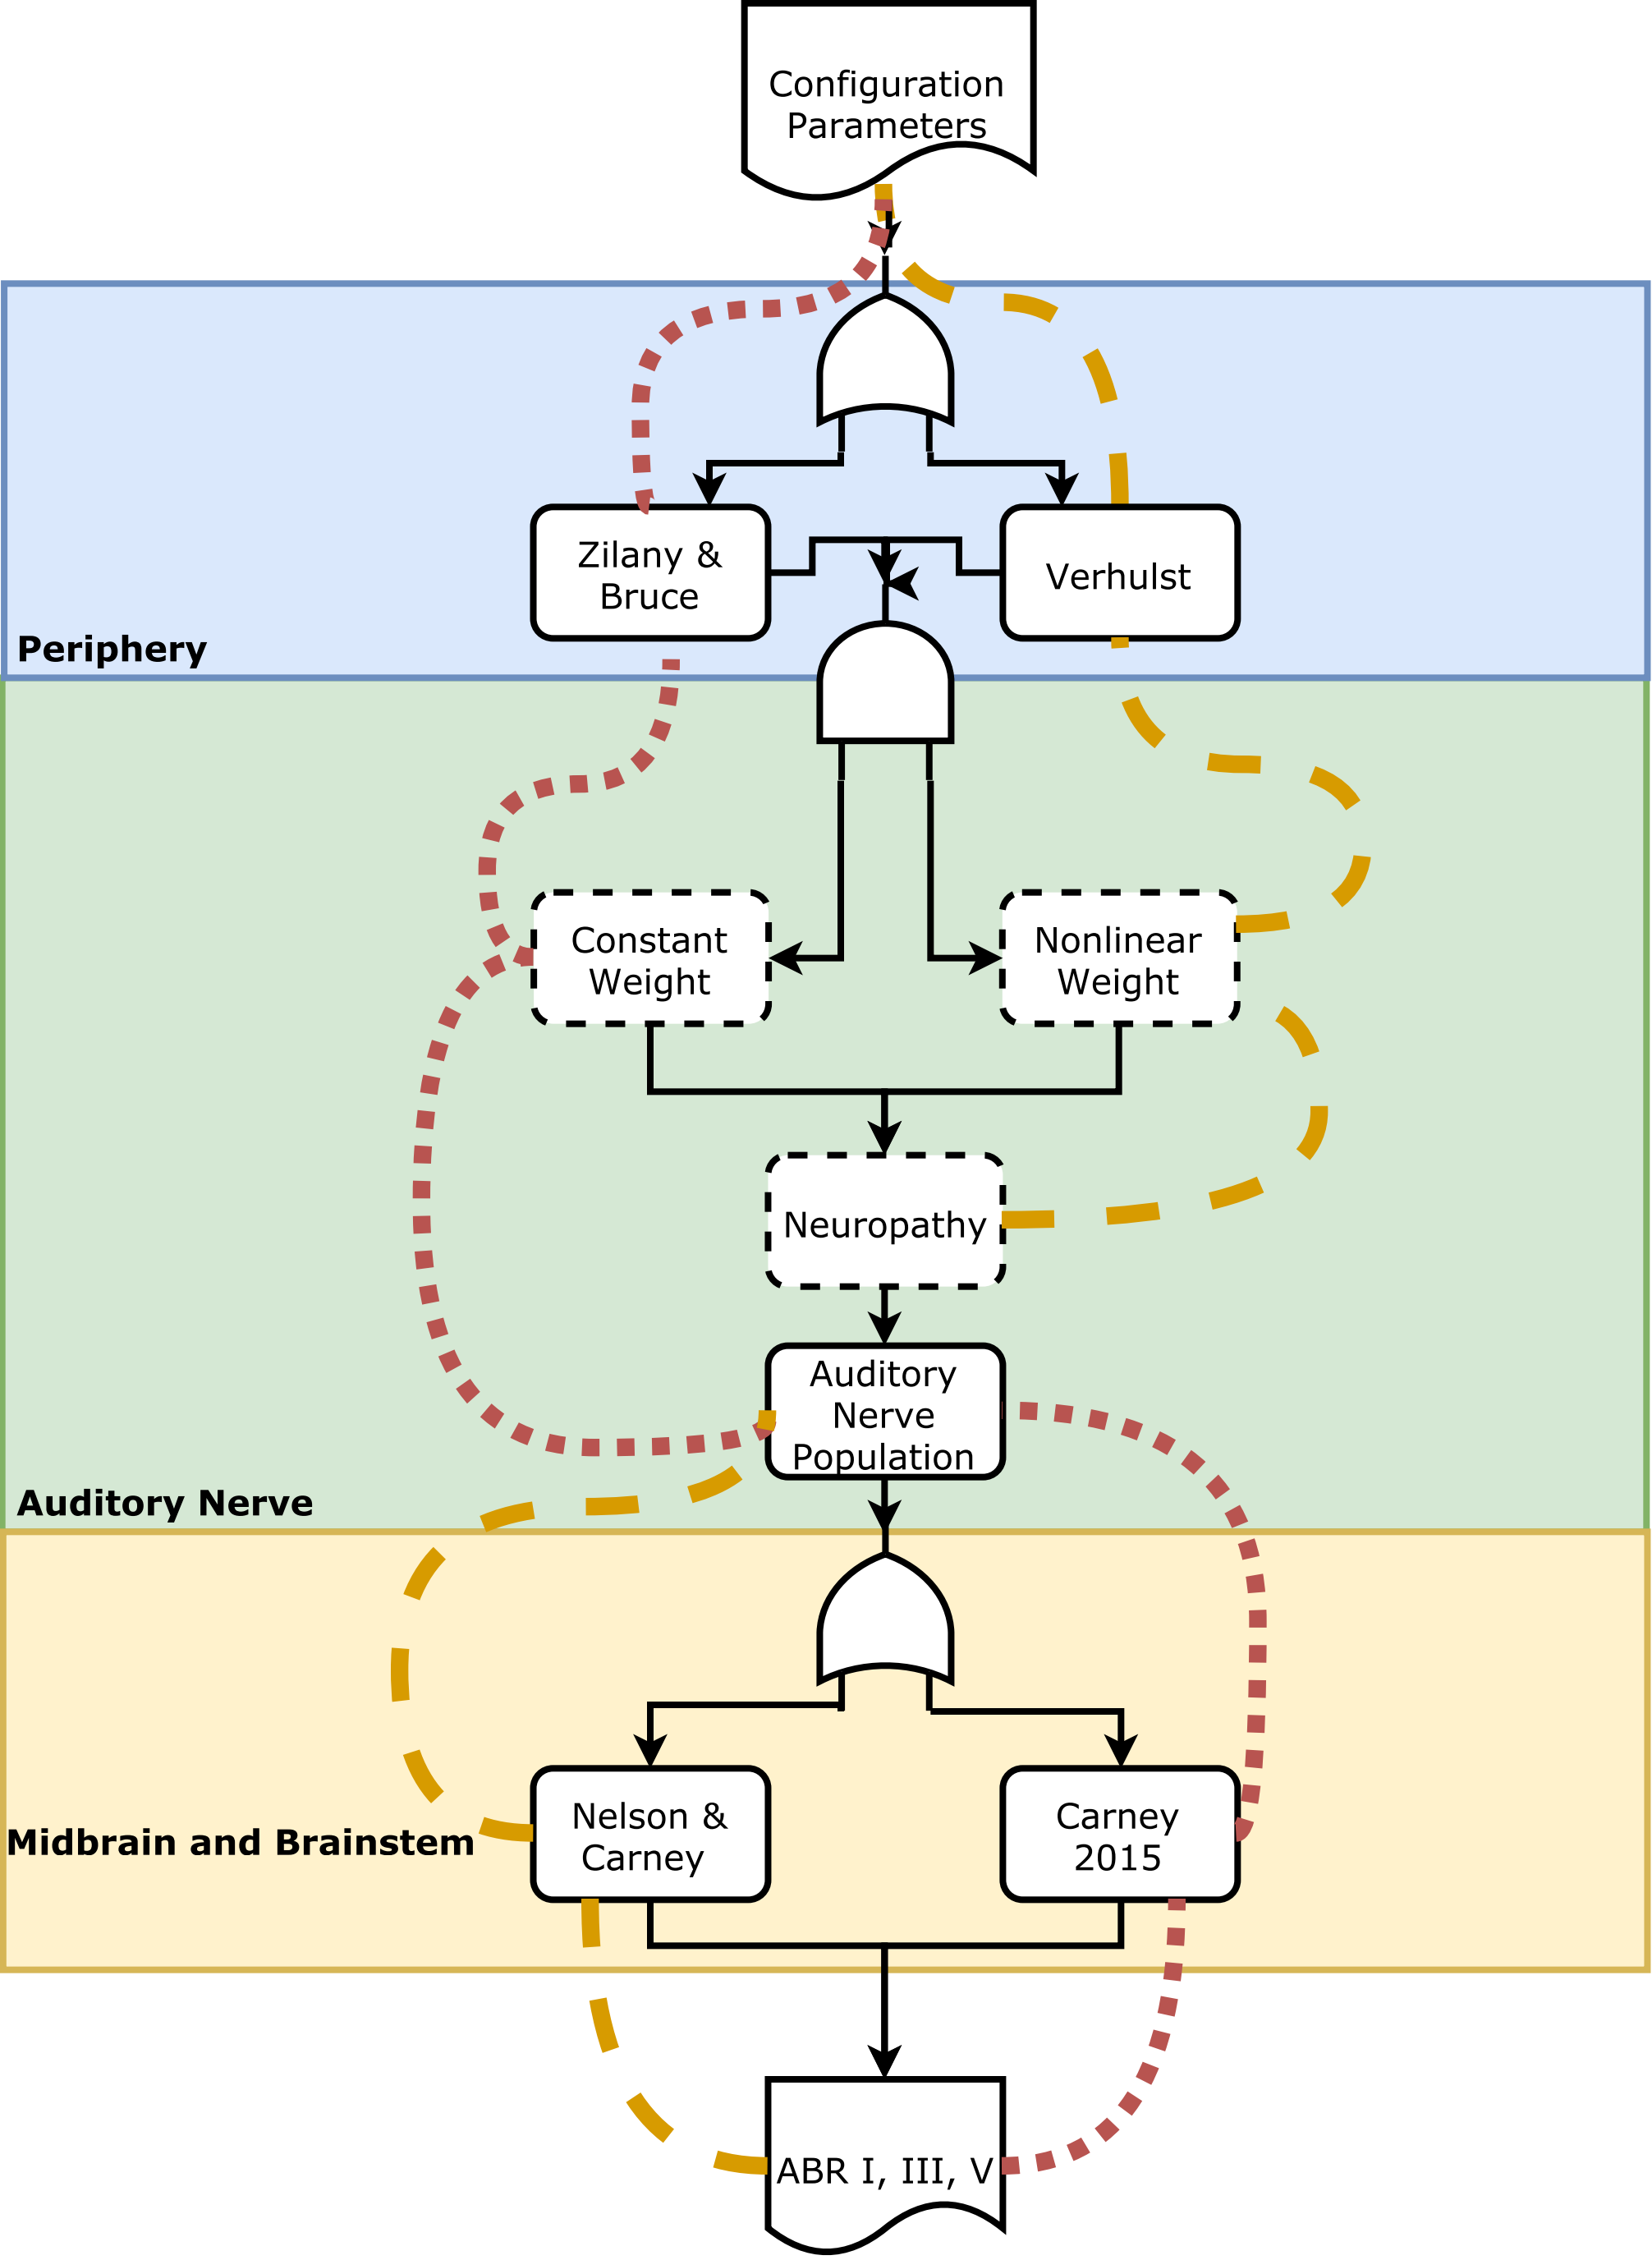 Configuration
Parameters
Zilany &
Bruce
Verhulst
Periphery
Constant
Weight
Nonlinear
Weight
Neuropathy
Auditory
Nerve
Population
Auditory Nerve
Nelson &
Carney
Carney
2015
Midbrain and Brainstem
ABR I, III, V